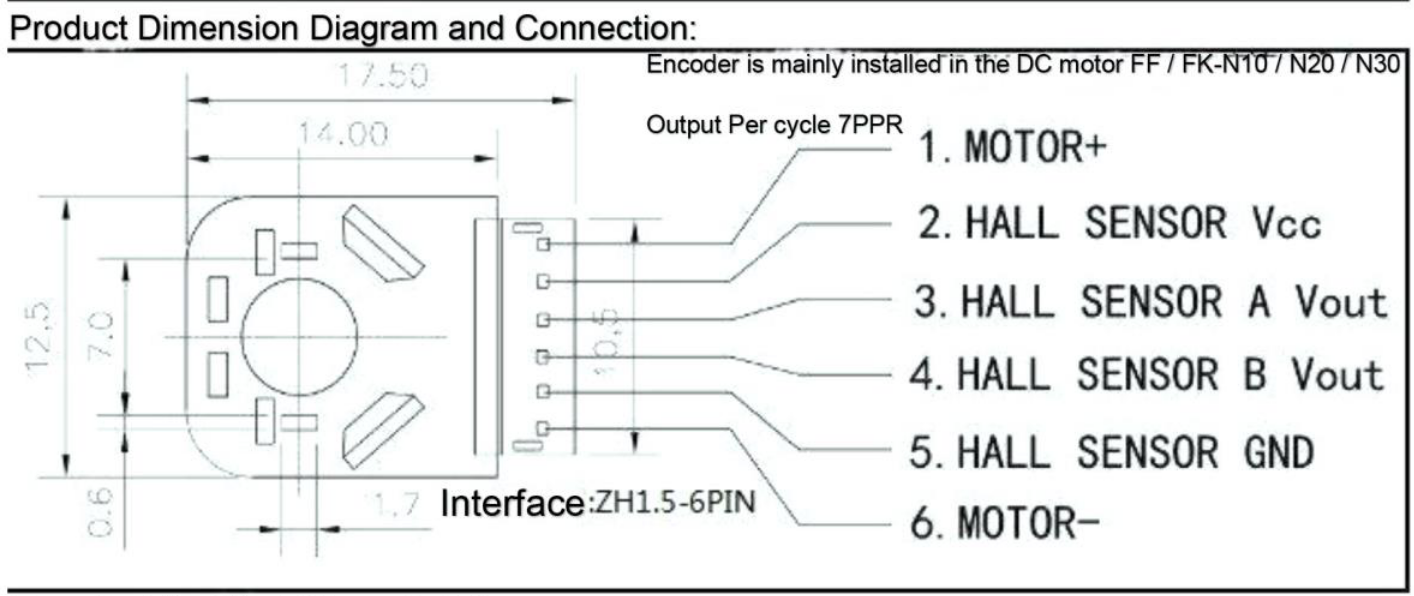 Product Dimension Diagram and Connection:
Encoder is mainly installed in the DC motor FF / FK-N10 / N20 / N30
Output Per cycle 7PPR
17.50
14.00
12.5
7.0
0.6
1.7
10.5
1. MOTOR+
2. HALL SENSOR Vcc
3. HALL SENSOR A Vout
4. HALL SENSOR B Vout
5. HALL SENSOR GND
6. MOTOR-
Interface:ZH1.5-6PIN